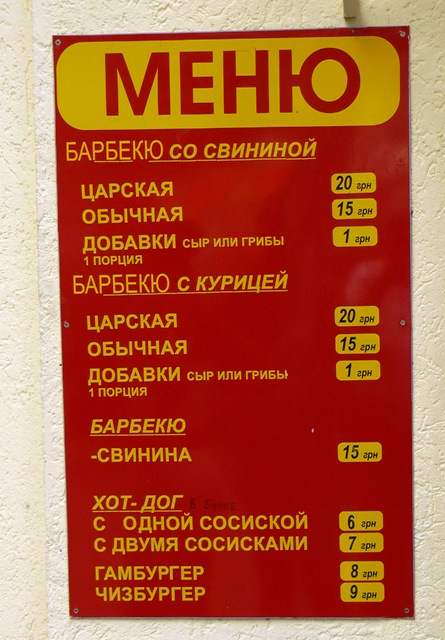 МЕНЮ
БАРБЕКЮ СО СВИНИНОЙ
ЦАРСКАЯ 20 грн
ОБЫЧНАЯ 15 грн
ДОБАВКИ СЫР ИЛИ ГРИБЫ 1 грн
1 ПОРЦИЯ
БАРБЕКЮ С КУРИЦЕЙ
ЦАРСКАЯ 20 грн
ОБЫЧНАЯ 15 грн
ДОБАВКИ СЫР ИЛИ ГРИБЫ 1 грн
1 ПОРЦИЯ
БАРБЕКЮ
-СВИНИНА 15 грн
ХОТ- ДОГ
С ОДНОЙ СОСИСКОЙ 6 грн
С ДВУМЯ СОСИСКАМИ 7 грн
ГАМБУРГЕР 8 грн
ЧИЗБУРГЕР 9 грн